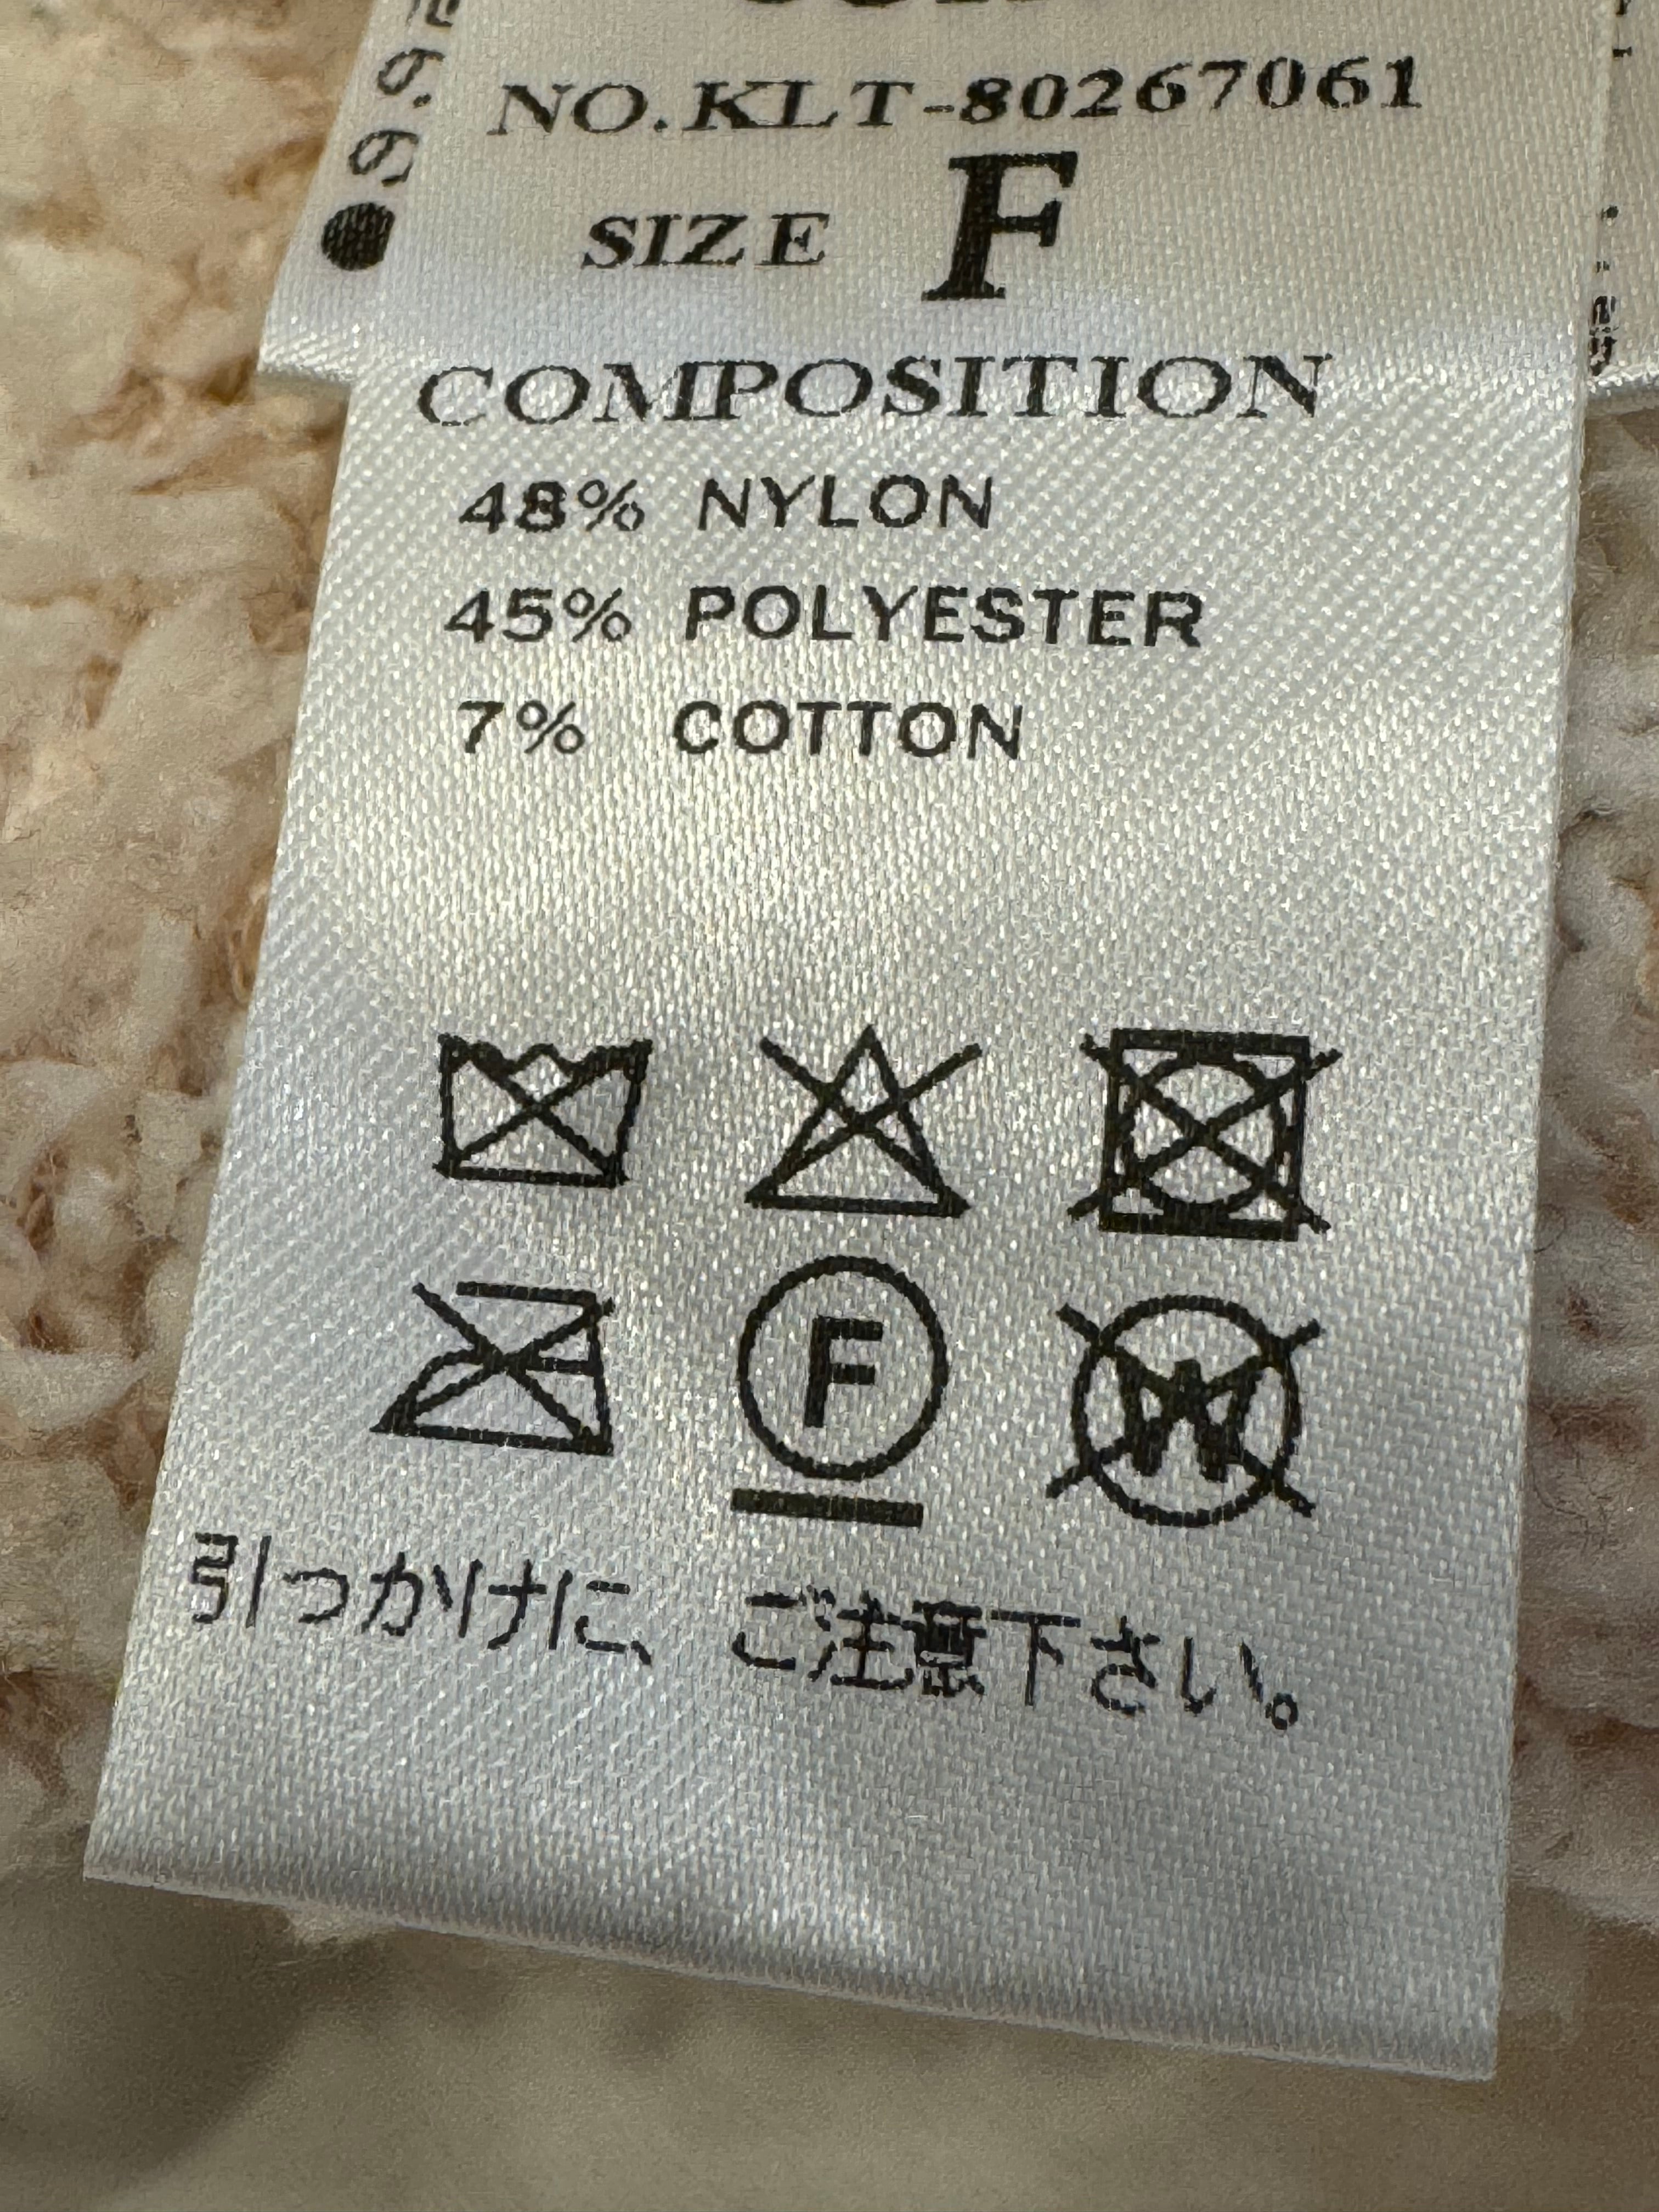 NO.KLT-80267061
SIZE F
COMPOSITION
48% NYLON
45% POLYESTER
7% COTTON
F
W
引つかけに、ご注意下さい。